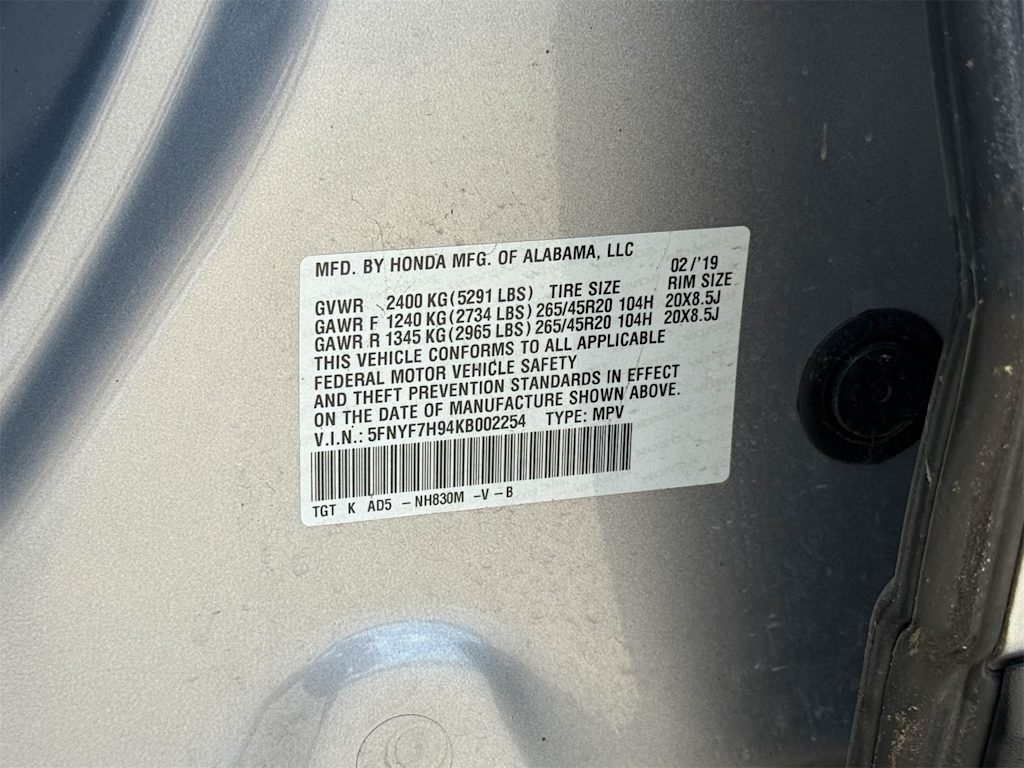 MFD. BY HONDA MFG. OF ALABAMA, LLC
02/'19
GVWR 2400 KG(5291 LBS) TIRE SIZE RIM SIZE
GAWR F 1240 KG(2734 LBS) 265/45R20 104H 20X8.5J
GAWR R 1345 KG(2965 LBS) 265/45R20 104H 20X8.5J
THIS VEHICLE CONFORMS TO ALL APPLICABLE
FEDERAL MOTOR VEHICLE SAFETY
AND THEFT PREVENTION STANDARDS IN EFFECT
ON THE DATE OF MANUFACTURE SHOWN ABOVE.
V.I.N.: 5FNYF7H94KB002254 TYPE: MPV
TGT K AD5 -NH830M -V -B